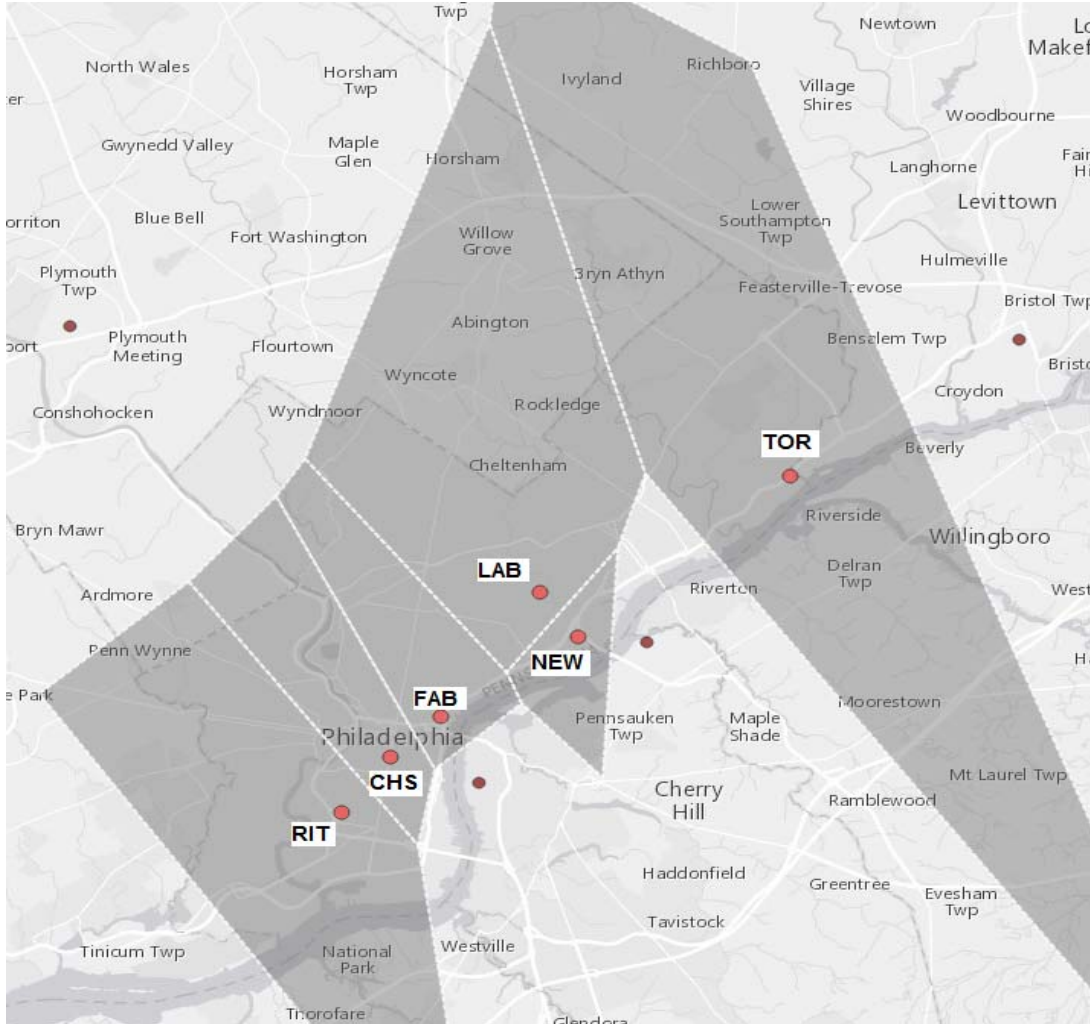 Twp
Newtown
Richboro
North Wales
Horsham
Twp
Ivyland
Village
Shires
Woodbourne
Gwynedd Valley
Maple
Glen
Horsham
Langhorne
Levittown
Blue Bell
Lower
Southampton
Twp
Fort Washington
Willow
Grove
Plymouth
Twp
Bryn Athyn
Hulmeville
Feasterville-Trevose
Bristol Twp
Plymouth
Meeting
Flourtown
Abington
Bensalem Twp
Wyncote
Croydon
Conshohocken
Wyndmoor
Rockledge
TOR
Beverly
Cheltenham
Bryn Mawr
Riverside
Willingboro
LAB
Delran
Twp
Ardmore
Riverton
Penn Wynne
NEW
FAB
Moorestown
Pennsauken
Twp
Maple
Shade
Philadelphia
CHS
Cherry
Hill
Mt Laurel Twp
Ramblewood
RIT
Haddonfield
Greentree
Evesham
Twp
Tavistock
Tinicum Twp
National
Park
Westville
Thorofare
Glendora